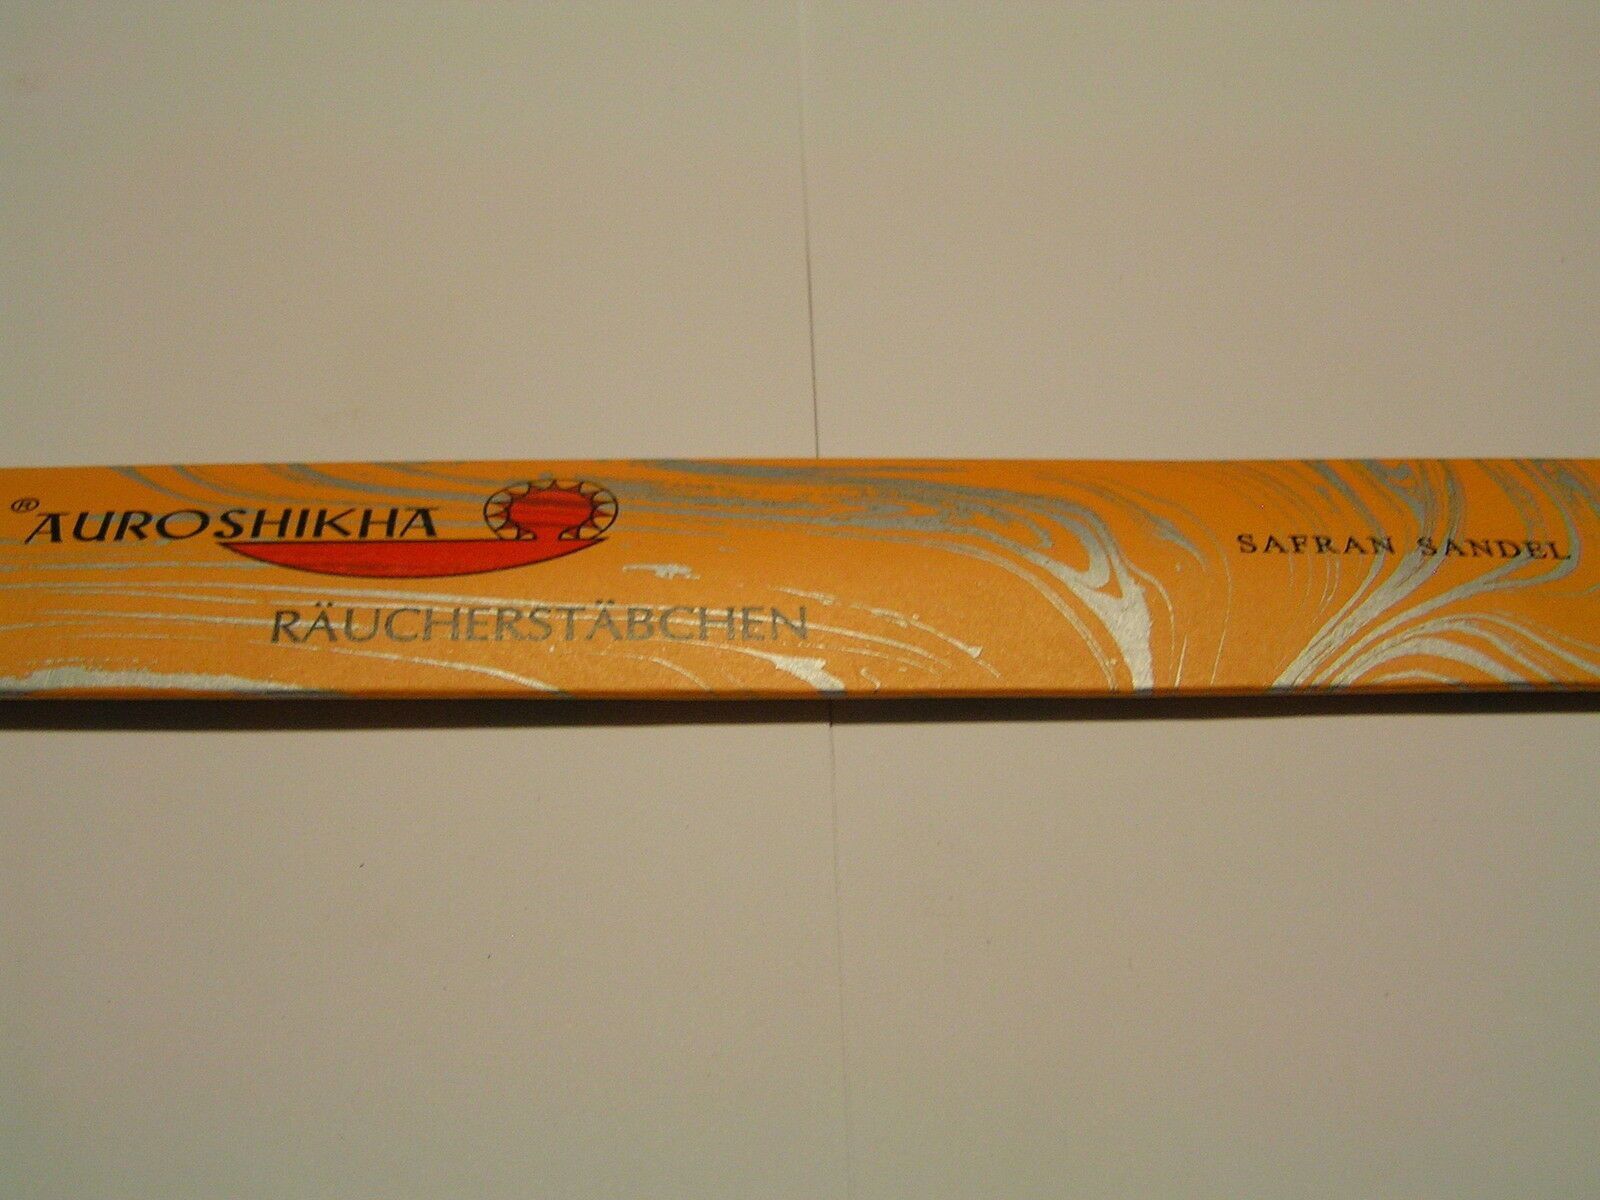 ® AUROSHIKHA
RÄUCHERSTÄBCHEN
SAFRAN SANDEL